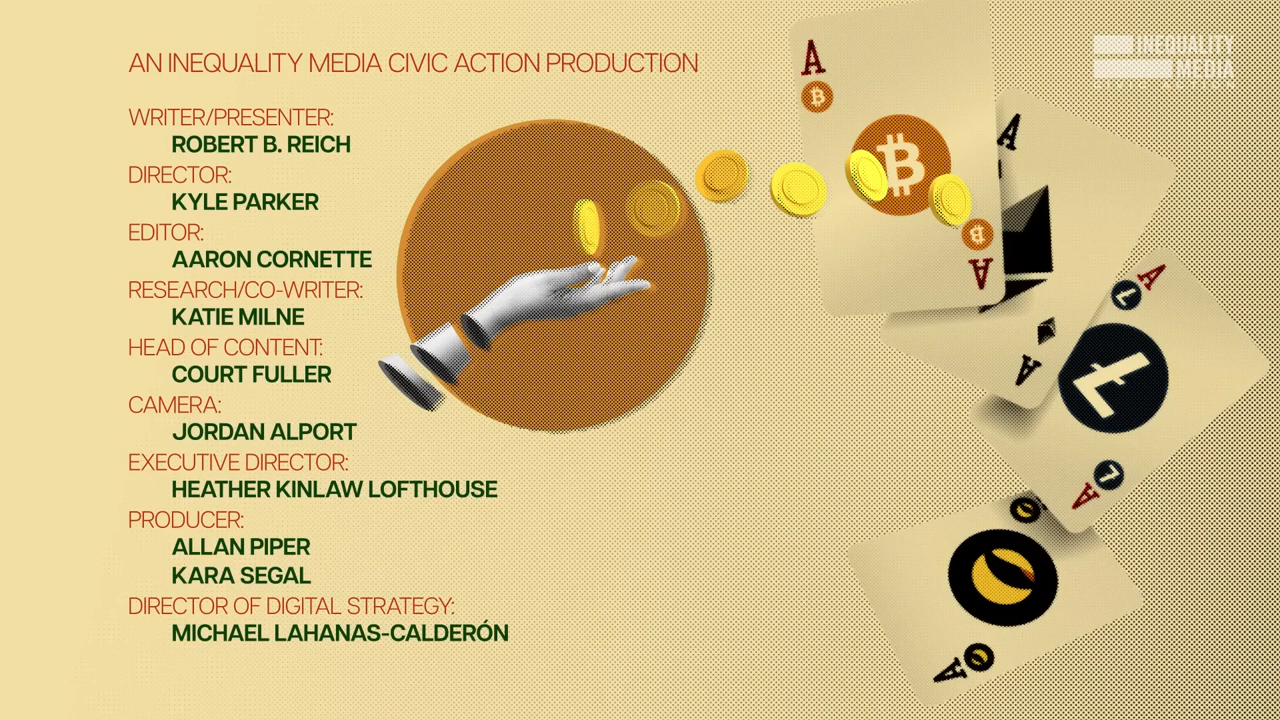 AN INEQUALITY MEDIA CIVIC ACTION PRODUCTION
WRITER/PRESENTER:
ROBERT B. REICH
DIRECTOR:
KYLE PARKER
EDITOR:
AARON CORNETTE
RESEARCH/CO-WRITER:
KATIE MILNE
HEAD OF CONTENT:
COURT FULLER
CAMERA:
JORDAN ALPORT
EXECUTIVE DIRECTOR:
HEATHER KINLAW LOFTHOUSE
PRODUCER:
ALLAN PIPER
KARA SEGAL
DIRECTOR OF DIGITAL STRATEGY:
MICHAEL LAHANAS-CALDERÓN
INEQUALITY
MEDIA
A
A
A
A
A
A
A